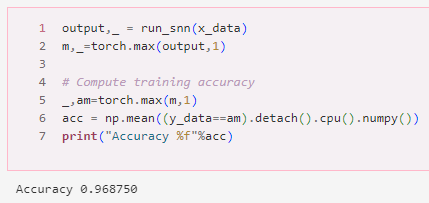 1 output,_ = run_snn(x_data)
2 m,_=torch.max(output,1)
3
4 # Compute training accuracy
5 _,am=torch.max(m,1)
6 acc = np.mean((y_data==am).detach().cpu().numpy())
7 print("Accuracy %f"%acc)
Accuracy 0.968750